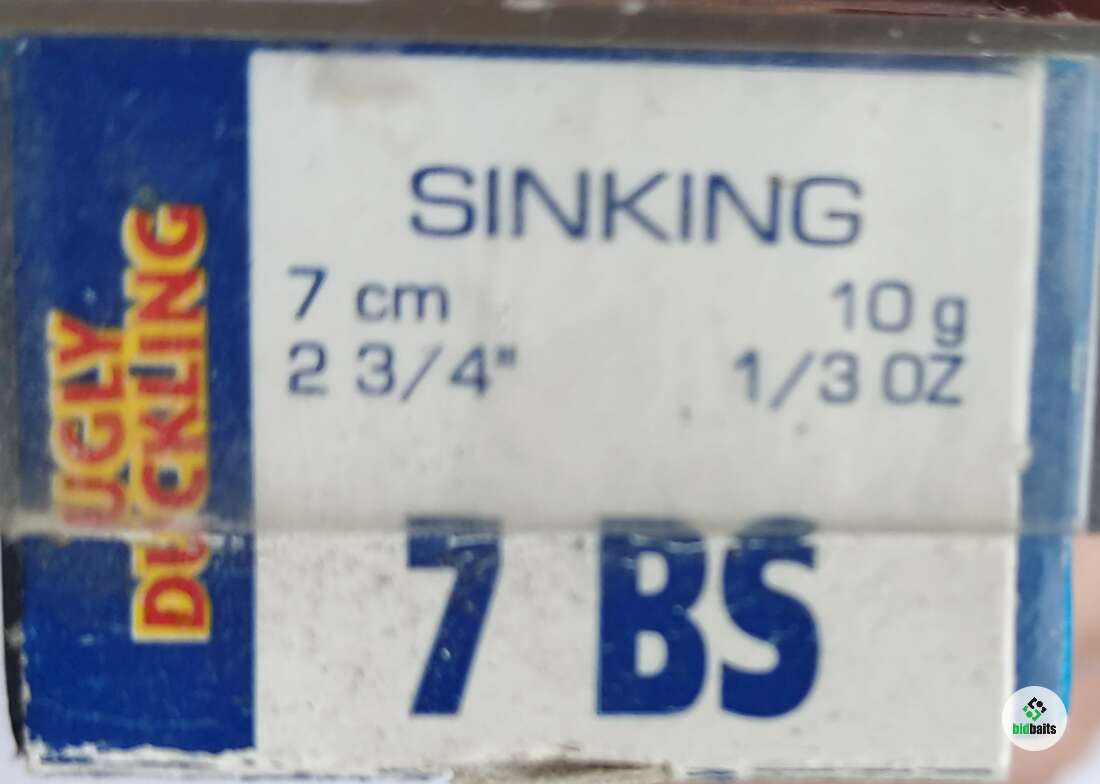 UGLY
DUCKLING
SINKING
7 cm 10 g
2 3/4" 1/3 OZ
7 BS
bidbaits